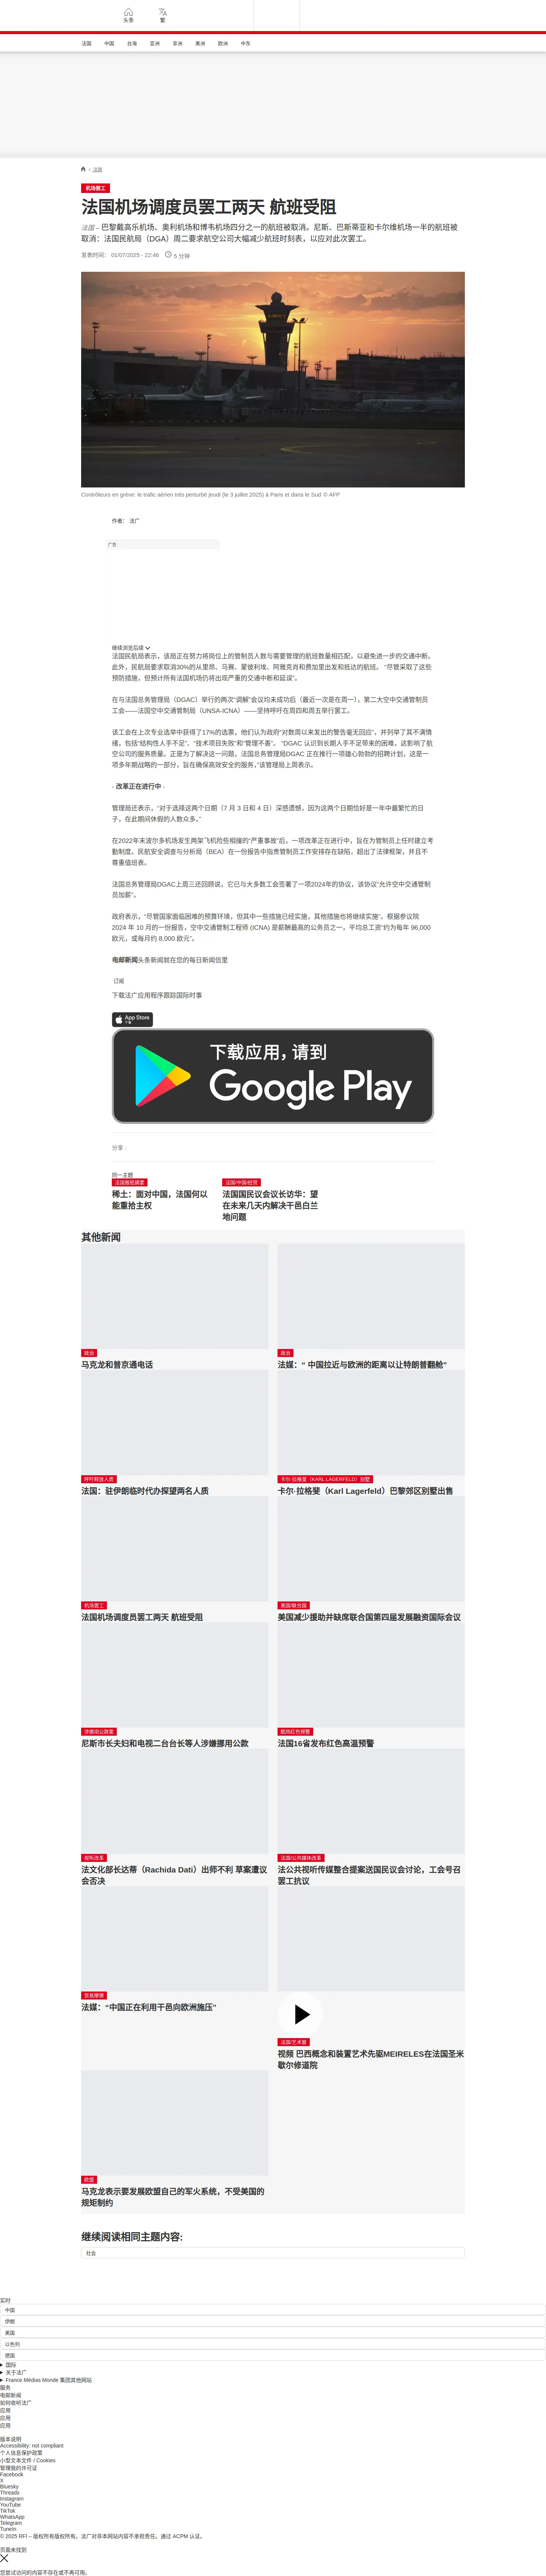 头条
繁
法国 中国 台海 亚洲 非洲 美洲 欧洲 中东
/ 法国
机场罢工
法国机场调度员罢工两天 航班受阻
法国 – 巴黎戴高乐机场、奥利机场和博韦机场四分之一的航班被取消。尼斯、巴斯蒂亚和卡尔维机场一半的航班被
取消：法国民航局（DGA）周二要求航空公司大幅减少航班时刻表，以应对此次罢工。
发表时间： 01/07/2025 - 22:46 5 分钟
Contrôleurs en grève: le trafic aérien très perturbé jeudi (le 3 juillet 2025) à Paris et dans le Sud © AFP
作者： 法广
广告
继续浏览后续
法国民航局表示，该局正在努力将岗位上的管制员人数与需要管理的航班数量相匹配，以避免进一步的交通中断。
此外，民航局要求取消30%的从里昂、马赛、蒙彼利埃、阿雅克肖和费加里出发和抵达的航班。 “尽管采取了这些
预防措施，但预计所有法国机场仍将出现严重的交通中断和延误”。
在与法国总务管理局（DGAC）举行的两次“调解”会议均未成功后（最近一次是在周一），第二大空中交通管制员
工会——法国空中交通管制局（UNSA-ICNA）——坚持呼吁在周四和周五举行罢工。
该工会在上次专业选举中获得了17%的选票，他们认为政府“对数周以来发出的警告毫无回应”，并列举了其不满情
绪，包括“结构性人手不足”、“技术项目失败”和“管理不善”。 “DGAC 认识到长期人手不足带来的困难，这影响了航
空公司的服务质量，正是为了解决这一问题，法国总务管理局DGAC 正在推行一项雄心勃勃的招聘计划，这是一
项多年期战略的一部分，旨在确保高效安全的服务，”该管理局上周表示。
- 改革正在进行中 -
管理局还表示，“对于选择这两个日期（7 月 3 日和 4 日）深感遗憾，因为这两个日期恰好是一年中最繁忙的日
子，在此期间休假的人数众多。”
在2022年末波尔多机场发生两架飞机险些相撞的“严重事故”后，一项改革正在进行中，旨在为管制员上任时建立考
勤制度。民航安全调查与分析局（BEA）在一份报告中指责管制员工作安排存在缺陷，超出了法律框架，并且不
尊重值班表。
法国总务管理局DGAC上周三还回顾说，它已与大多数工会签署了一项2024年的协议，该协议“允许空中交通管制
员加薪”。
政府表示，“尽管国家面临困难的预算环境，但其中一些措施已经实施，其他措施也将继续实施”。根据参议院
2024 年 10 月的一份报告，空中交通管制工程师 (ICNA) 是薪酬最高的公务员之一，平均总工资“约为每年 96,000
欧元，或每月约 8,000 欧元”。
电邮新闻头条新闻就在您的每日新闻信里
订阅
下载法广应用程序跟踪国际时事
App Store
下载
下载应用，请到
Google Play
分享 :
同一主题
法国报纸摘要
稀土：面对中国，法国何以
能重拾主权
法国/中国/经贸
法国国民议会议长访华：望
在未来几天内解决干邑白兰
地问题
其他新闻
政治
马克龙和普京通电话
政治
法媒：“ 中国拉近与欧洲的距离以让特朗普翻舱”
呼吁释放人质
法国：驻伊朗临时代办探望两名人质
卡尔·拉格斐（KARL LAGERFELD）别墅
卡尔·拉格斐（Karl Lagerfeld）巴黎郊区别墅出售
机场罢工
法国机场调度员罢工两天 航班受阻
美国/联合国
美国减少援助并缺席联合国第四届发展融资国际会议
涉挪用公款案
尼斯市长夫妇和电视二台台长等人涉嫌挪用公款
酷热红色预警
法国16省发布红色高温预警
视听改革
法文化部长达蒂（Rachida Dati）出师不利 草案遭议
会否决
法国/公共媒体改革
法公共视听传媒整合提案送国民议会讨论，工会号召
罢工抗议
贸易摩擦
法媒：“中国正在利用干邑向欧洲施压”
法国/艺术展
视频 巴西概念和装置艺术先驱MEIRELES在法国圣米
歇尔修道院
欧盟
马克龙表示要发展欧盟自己的军火系统，不受美国的
规矩制约
继续阅读相同主题内容:
社会
实时
中国
伊朗
美国
以色列
德国
国际
关于法广
France Médias Monde 集团其他网站
服务
电邮新闻
如何收听法广
应用
应用
应用
版本说明
Accessibility: not compliant
个人信息保护政策
小型文本文件 / Cookies
管理我的许可证
Facebook
X
Bluesky
Threads
Instagram
YouTube
TikTok
WhatsApp
Telegram
TuneIn
© 2025 RFI – 版权所有版权所有。法广对非本网站内容不承担责任。通过 ACPM 认证。
页面未找到
您尝试访问的内容不存在或不再可用。